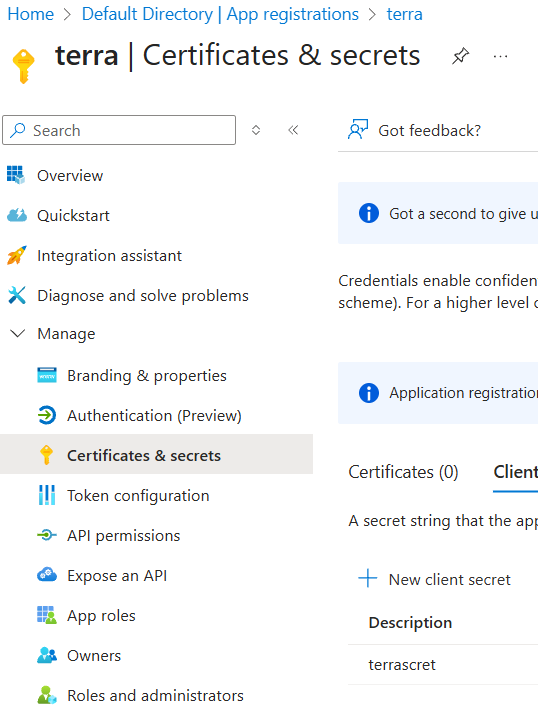 Home > Default Directory | App registrations > terra
terra | Certificates & secrets
Search
Got feedback?
Overview
Got a second to give u
Quickstart
Integration assistant
Credentials enable confiden
Diagnose and solve problems
scheme). For a higher level
Manage
Branding & properties
Application registration
Authentication (Preview)
Certificates & secrets
Certificates (0)
Client
Token configuration
A secret string that the app
API permissions
Expose an API
New client secret
App roles
Description
Owners
terrascret
Roles and administrators